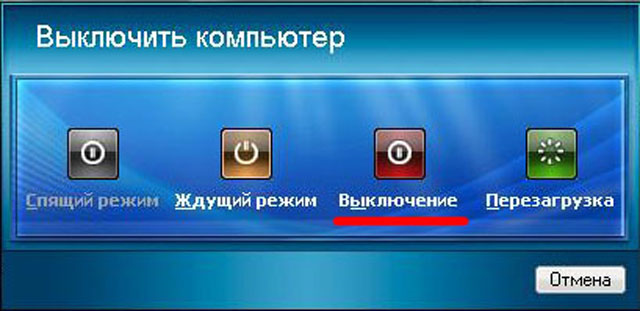 Выключить компьютер
Спящий режим Ждущий режим Выключение Перезагрузка
Отмена